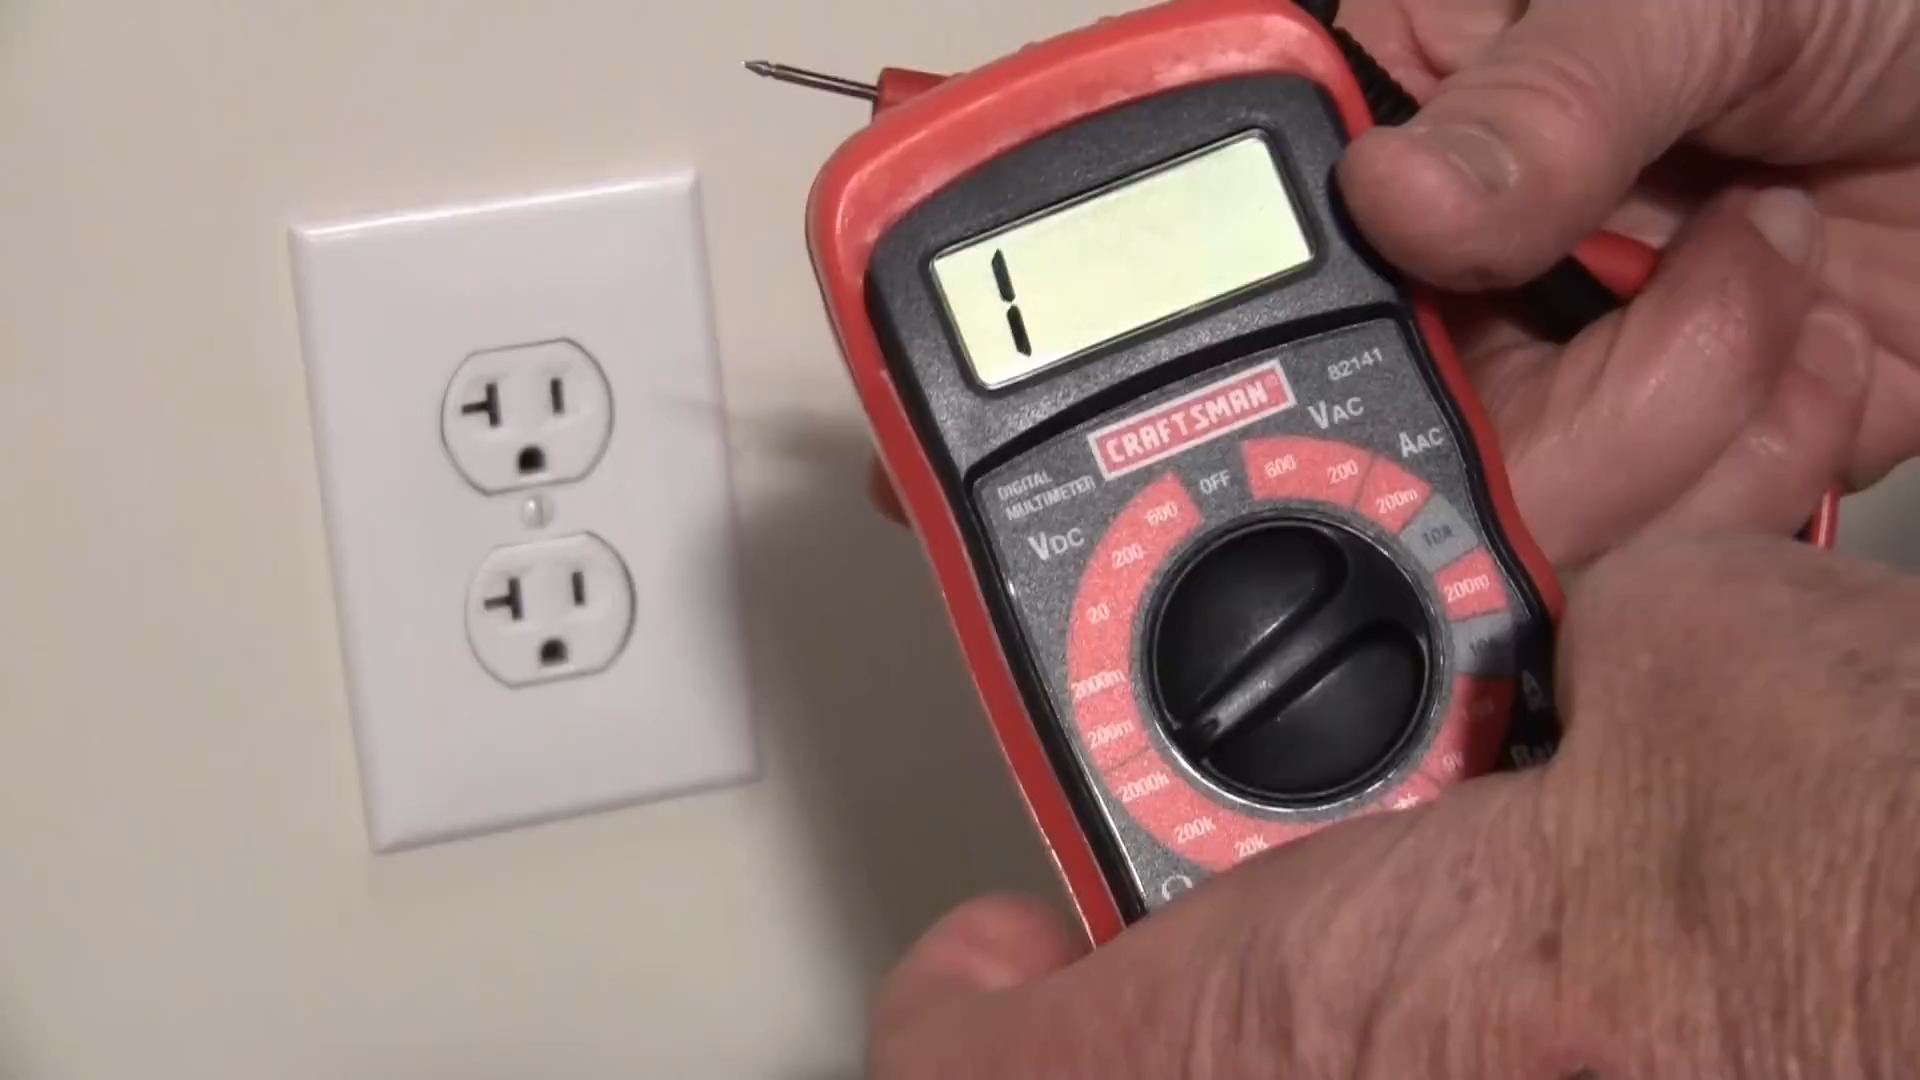 1
CRAFTSMAN®
82141
DIGITAL
MULTIMETER
OFF
VAC
AAC
VDC
600
200
200m
10A
200m
600
200
20
2000m
200m
2000k
200k
20k
Ω
9V